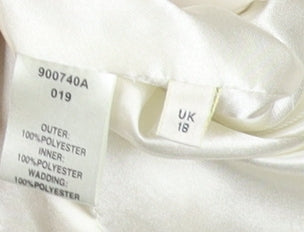 900740A
019
OUTER:
100%POLYESTER
INNER:
100%POLYESTER
WADDING:
100%POLYESTER
UK
18